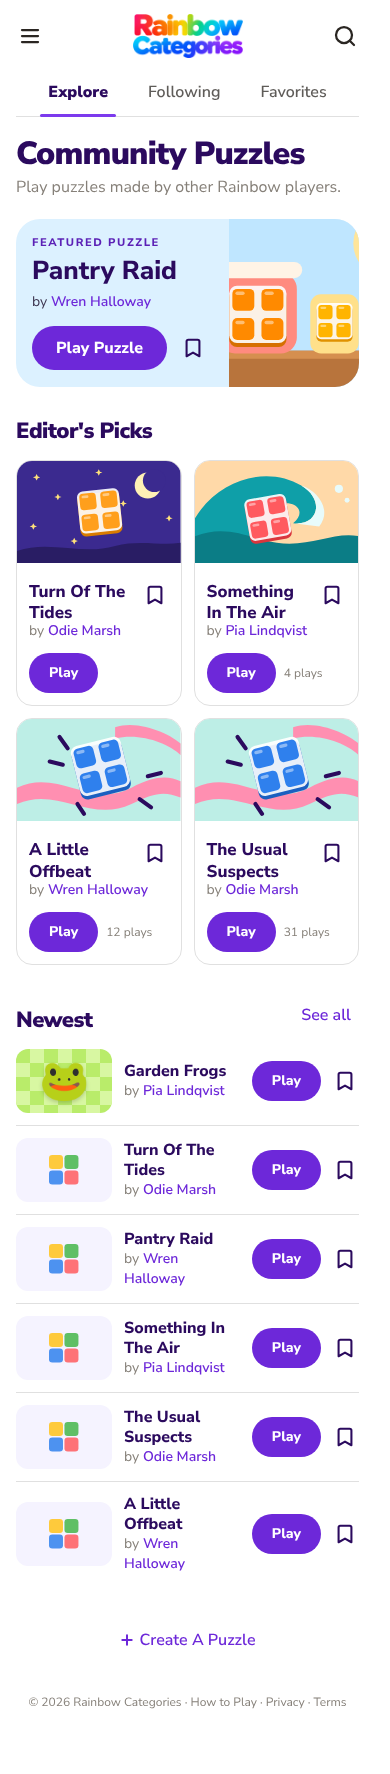 Rainbow
Categories
Explore Following Favorites
Community Puzzles
Play puzzles made by other Rainbow players.
FEATURED PUZZLE
Pantry Raid
by Wren Halloway
Play Puzzle
Editor's Picks
Turn Of The
Tides
by Odie Marsh
Play
Something
In The Air
by Pia Lindqvist
Play 4 plays
A Little
Offbeat
by Wren Halloway
Play 12 plays
The Usual
Suspects
by Odie Marsh
Play 31 plays
Newest See all
Garden Frogs
by Pia Lindqvist
Play
Turn Of The
Tides
by Odie Marsh
Play
Pantry Raid
by Wren
Halloway
Play
Something In
The Air
by Pia Lindqvist
Play
The Usual
Suspects
by Odie Marsh
Play
A Little
Offbeat
by Wren
Halloway
Play
+ Create A Puzzle
© 2026 Rainbow Categories · How to Play · Privacy · Terms